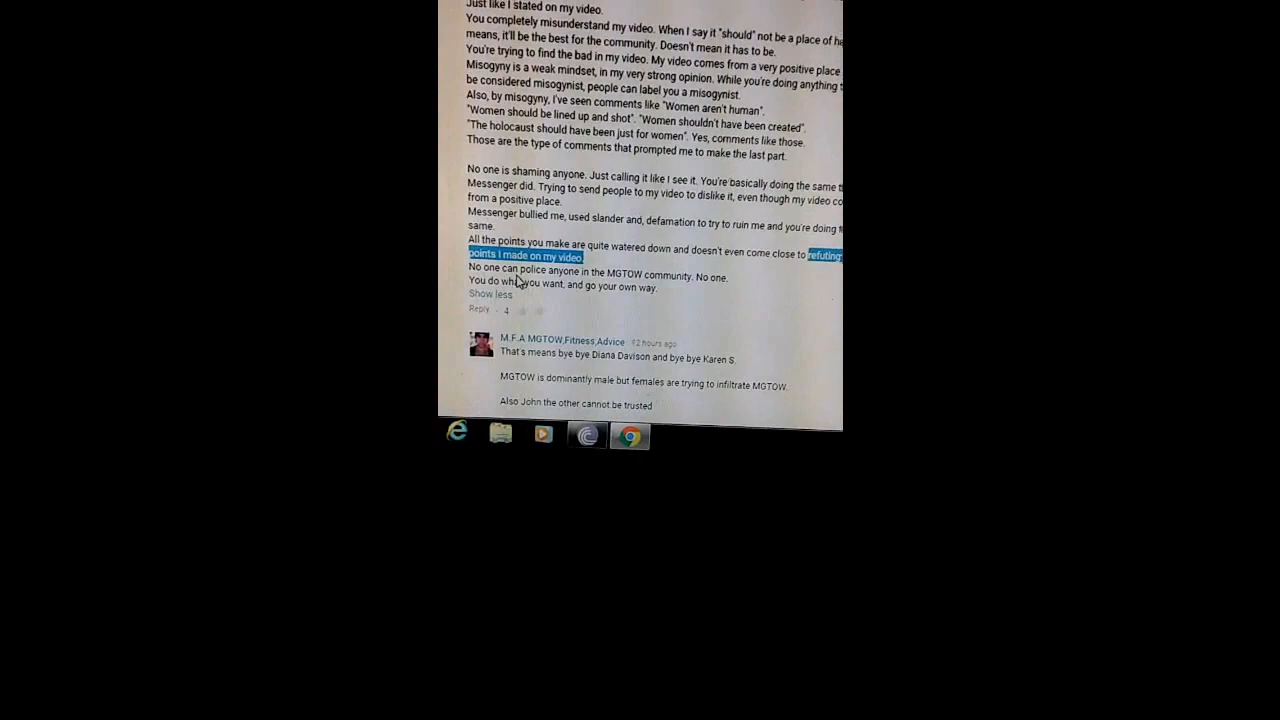 Just like I stated on my video.
You completely misunderstand my video. When I say it "should" not be a place of
means, it'll be the best for the community. Doesn't mean it has to be.
You're trying to find the bad in my video. My video comes from a very positive place
Misogyny is a weak mindset, in my very strong opinion. While you're doing anything
be considered misogynist, people can label you a misogynist.
Also, by misogyny, I've seen comments like "Women aren't human".
"Women should be lined up and shot". "Women shouldn't have been created".
"The holocaust should have been just for women". Yes, comments like those.
Those are the type of comments that prompted me to make the last part.
No one is shaming anyone. Just calling it like I see it. You're basically doing the same
Messenger did. Trying to send people to my video to dislike it, even though my video
from a positive place.
Messenger bullied me, used slander and, defamation to try to ruin me and you're doing
same.
All the points you make are quite watered down and doesn't even come close to refuting
points I made on my video.
No one can police anyone in the MGTOW community. No one.
You do what you want, and go your own way.
Show less
Reply · 4
M.F.A MGTOW,Fitness,Advice 12 hours ago
That's means bye bye Diana Davison and bye bye Karen S.
MGTOW is dominantly male but females are trying to infiltrate MGTOW.
Also John the other cannot be trusted